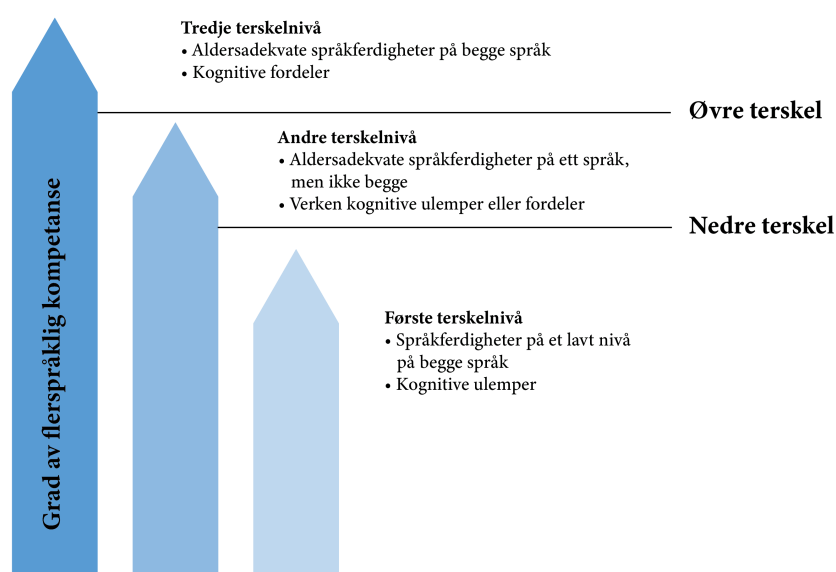 Tredje terskelnivå
• Aldersadekvate språkferdigheter på begge språk
• Kognitive fordeler
Øvre terskel
Andre terskelnivå
• Aldersadekvate språkferdigheter på ett språk,
men ikke begge
• Verken kognitive ulemper eller fordeler
Nedre terskel
Første terskelnivå
• Språkferdigheter på et lavt nivå
på begge språk
• Kognitive ulemper
Grad av flerspråklig kompetanse